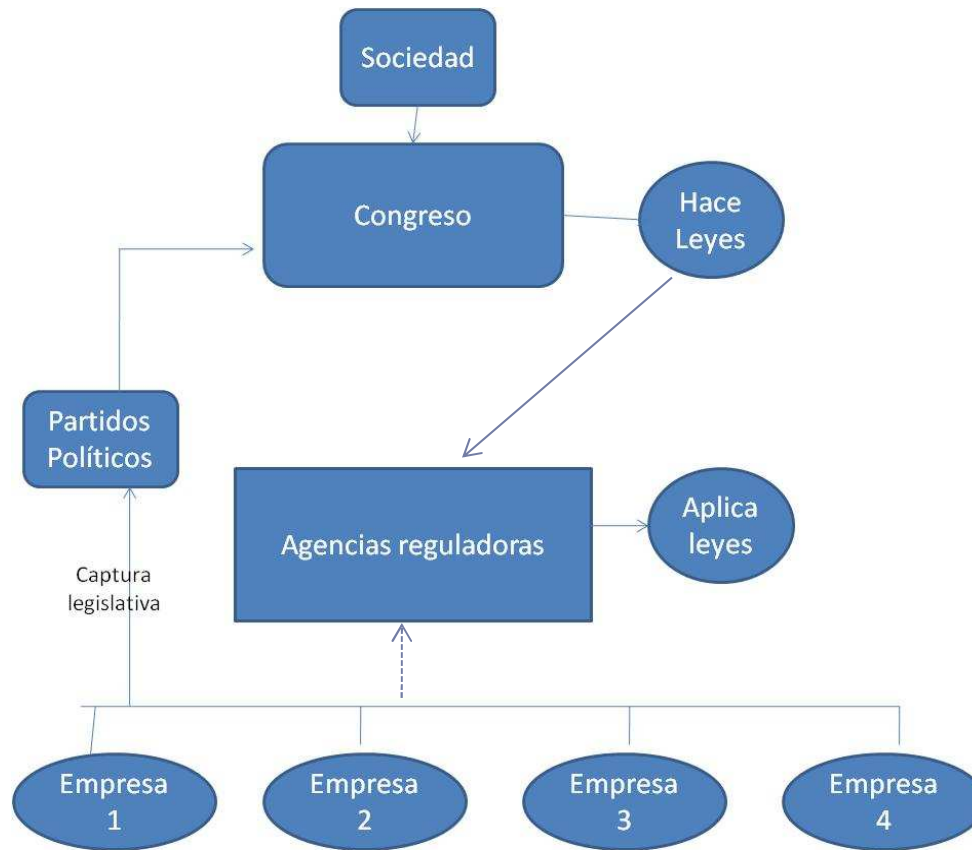 Sociedad
Congreso
Hace
Leyes
Partidos
Políticos
Agencias reguladoras
Aplica
leyes
Captura
legislativa
Empresa
1
Empresa
2
Empresa
3
Empresa
4